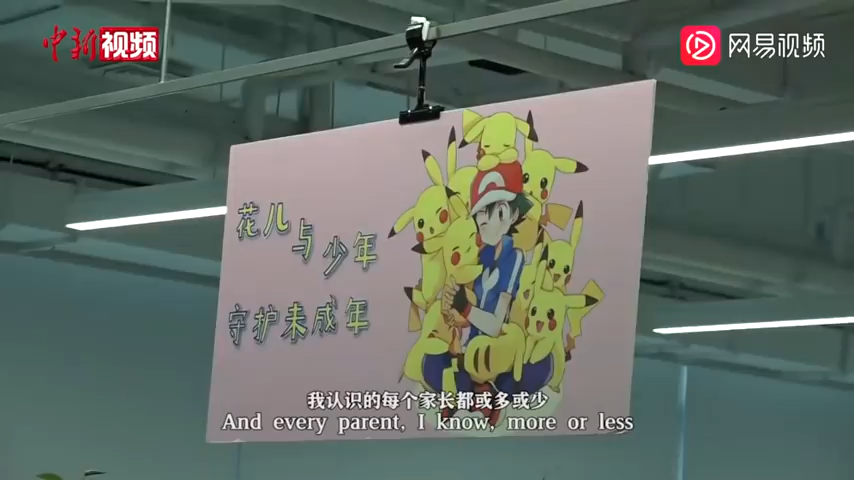 中新视频
网易视频
花儿与少年
守护未成年
我认识的每个家长都或多或少
And every parent, I know, more or less